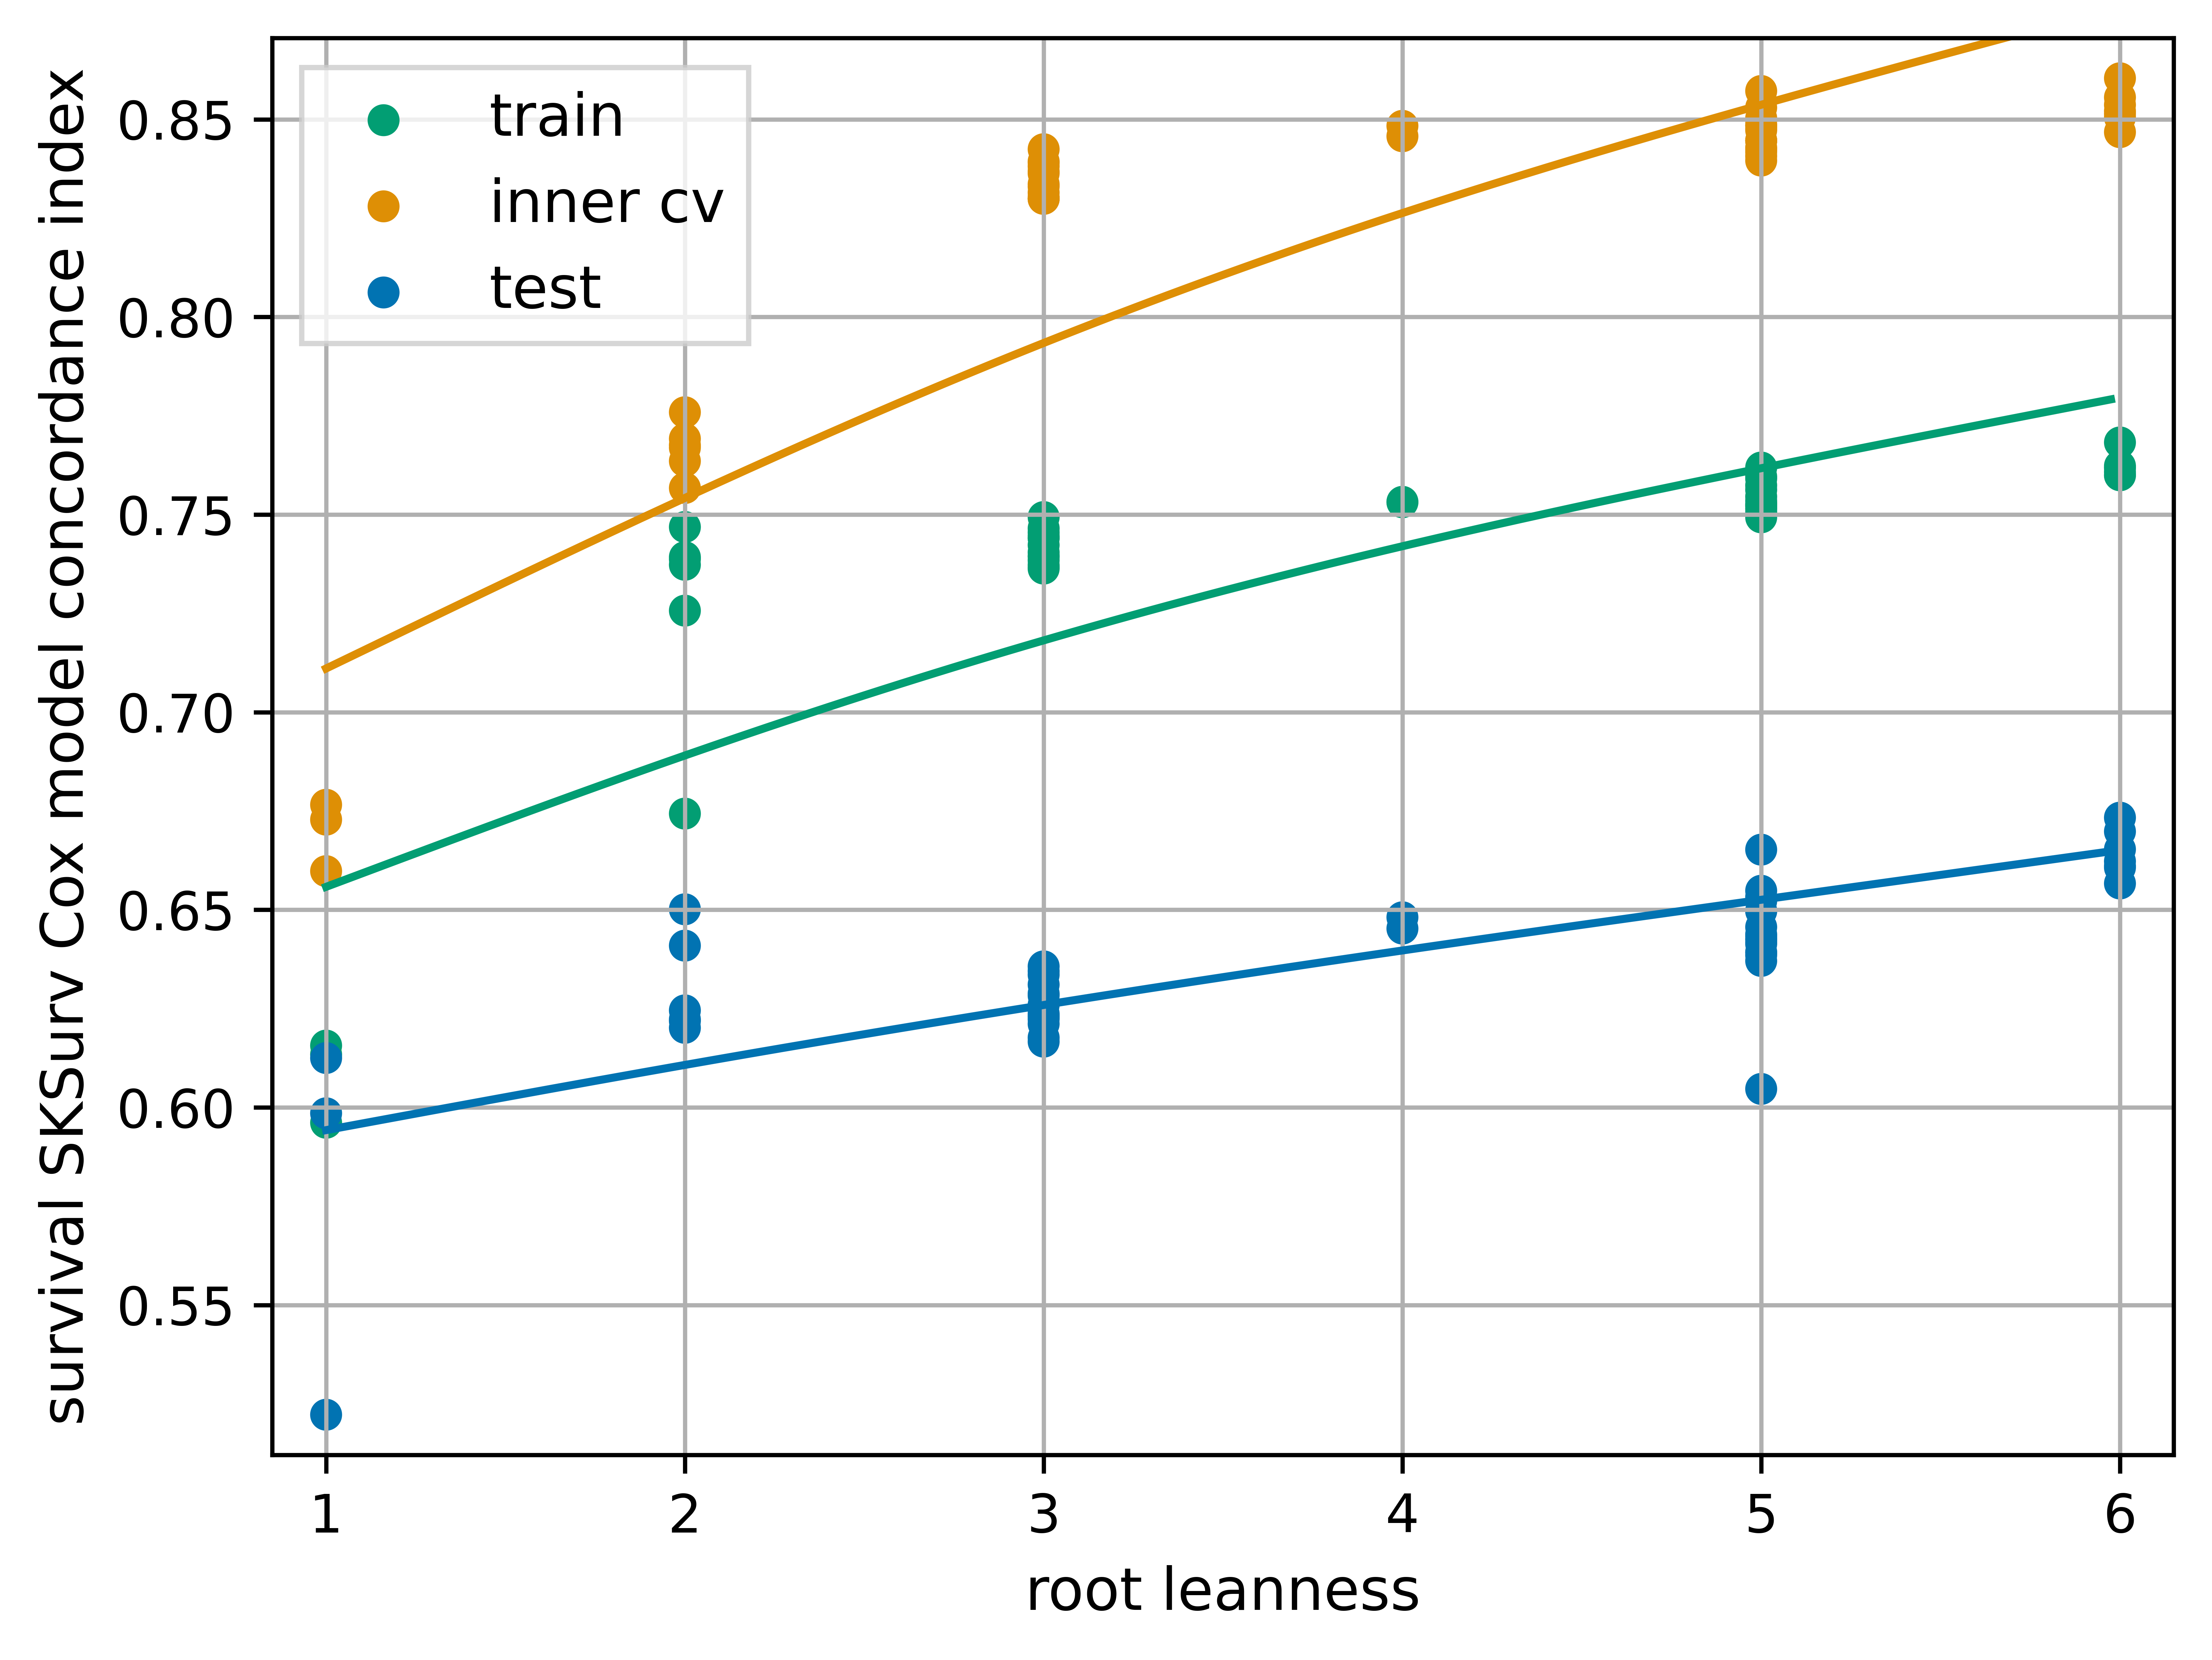 survival SKSurv Cox model concordance index
0.85
0.80
0.75
0.70
0.65
0.60
0.55
train
inner cv
test
1 2 3 4 5 6
root leanness